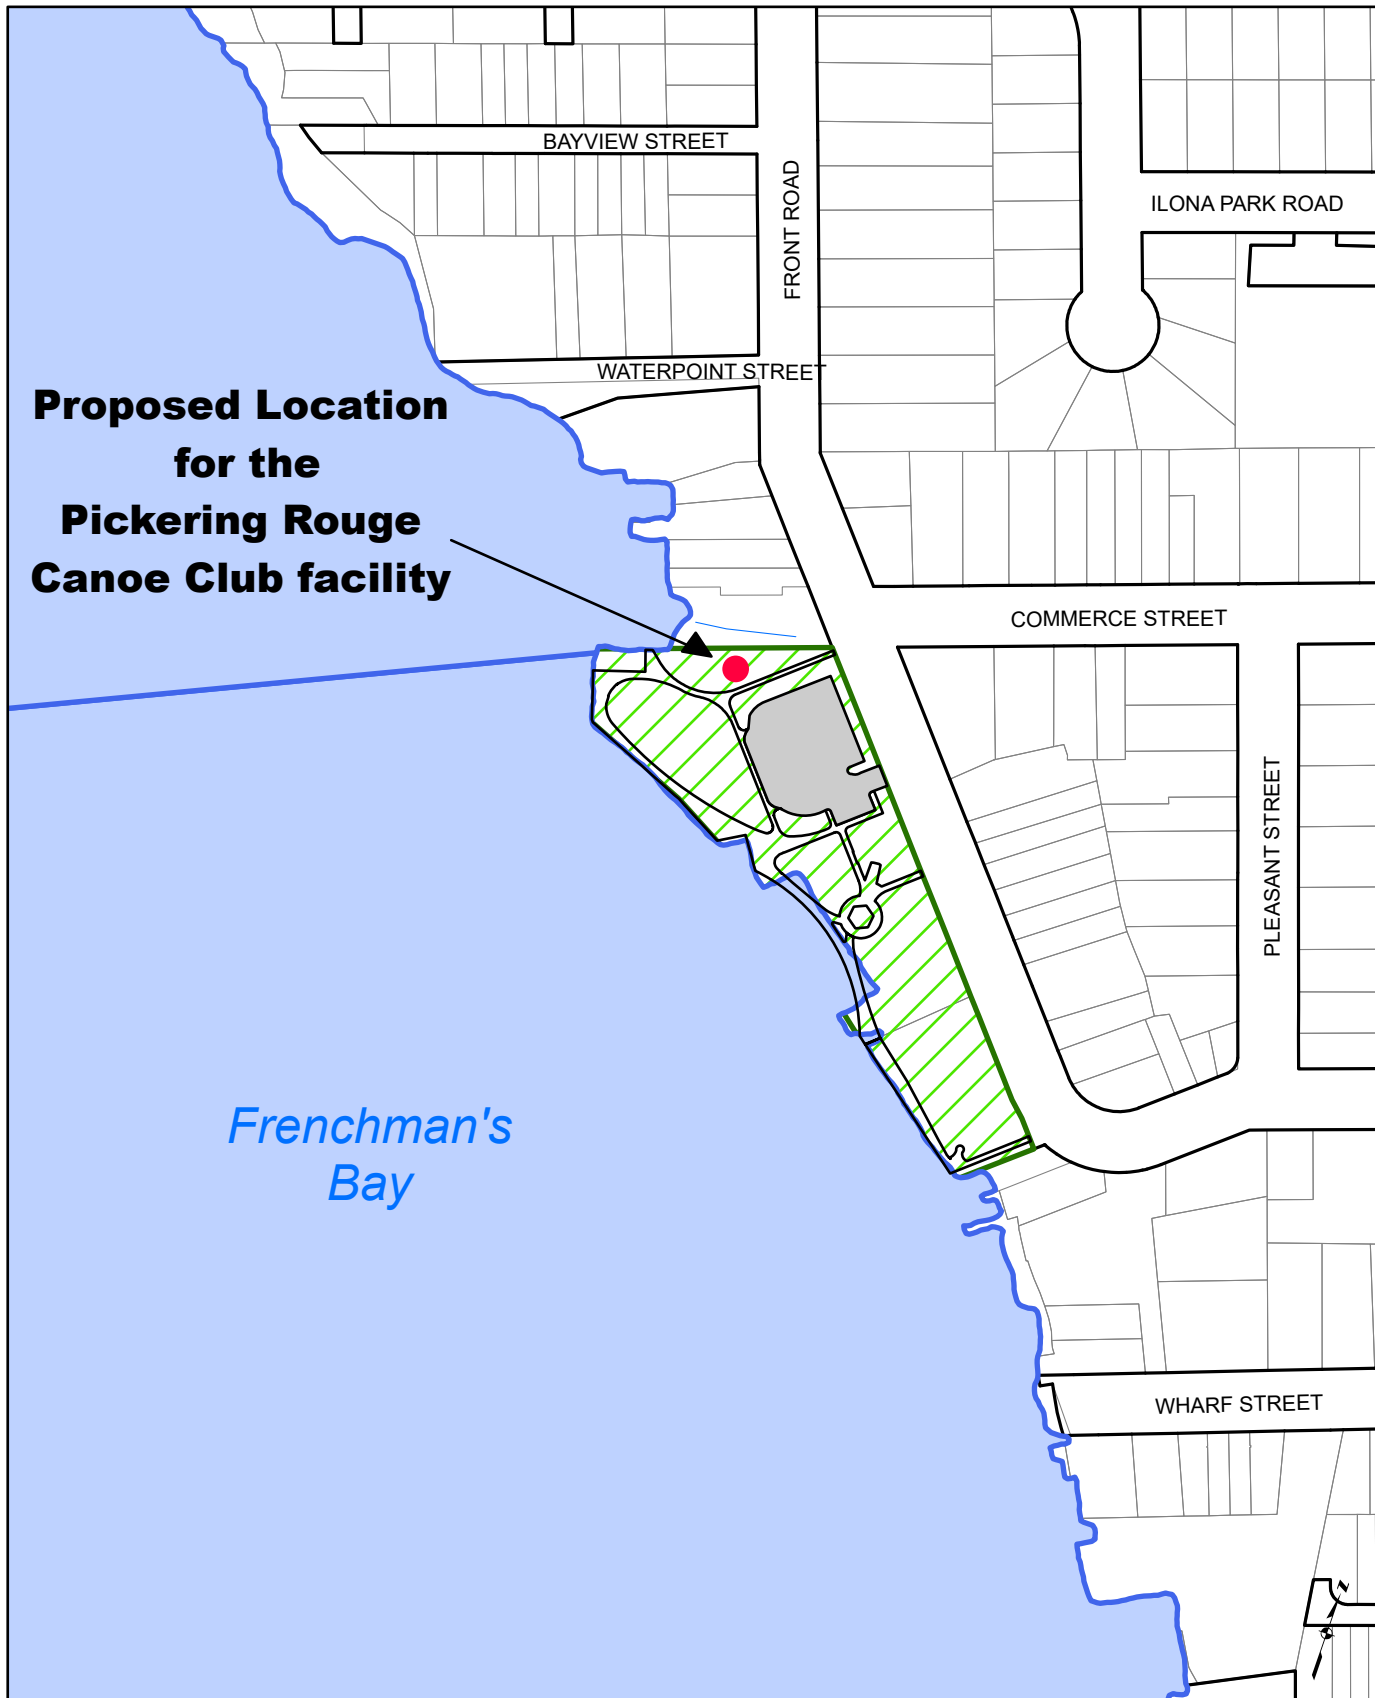 BAYVIEW STREET
FRONT ROAD
ILONA PARK ROAD
WATERPOINT STREET
Proposed Location
for the
Pickering Rouge
Canoe Club facility
COMMERCE STREET
PLEASANT STREET
Frenchman's
Bay
WHARF STREET
N